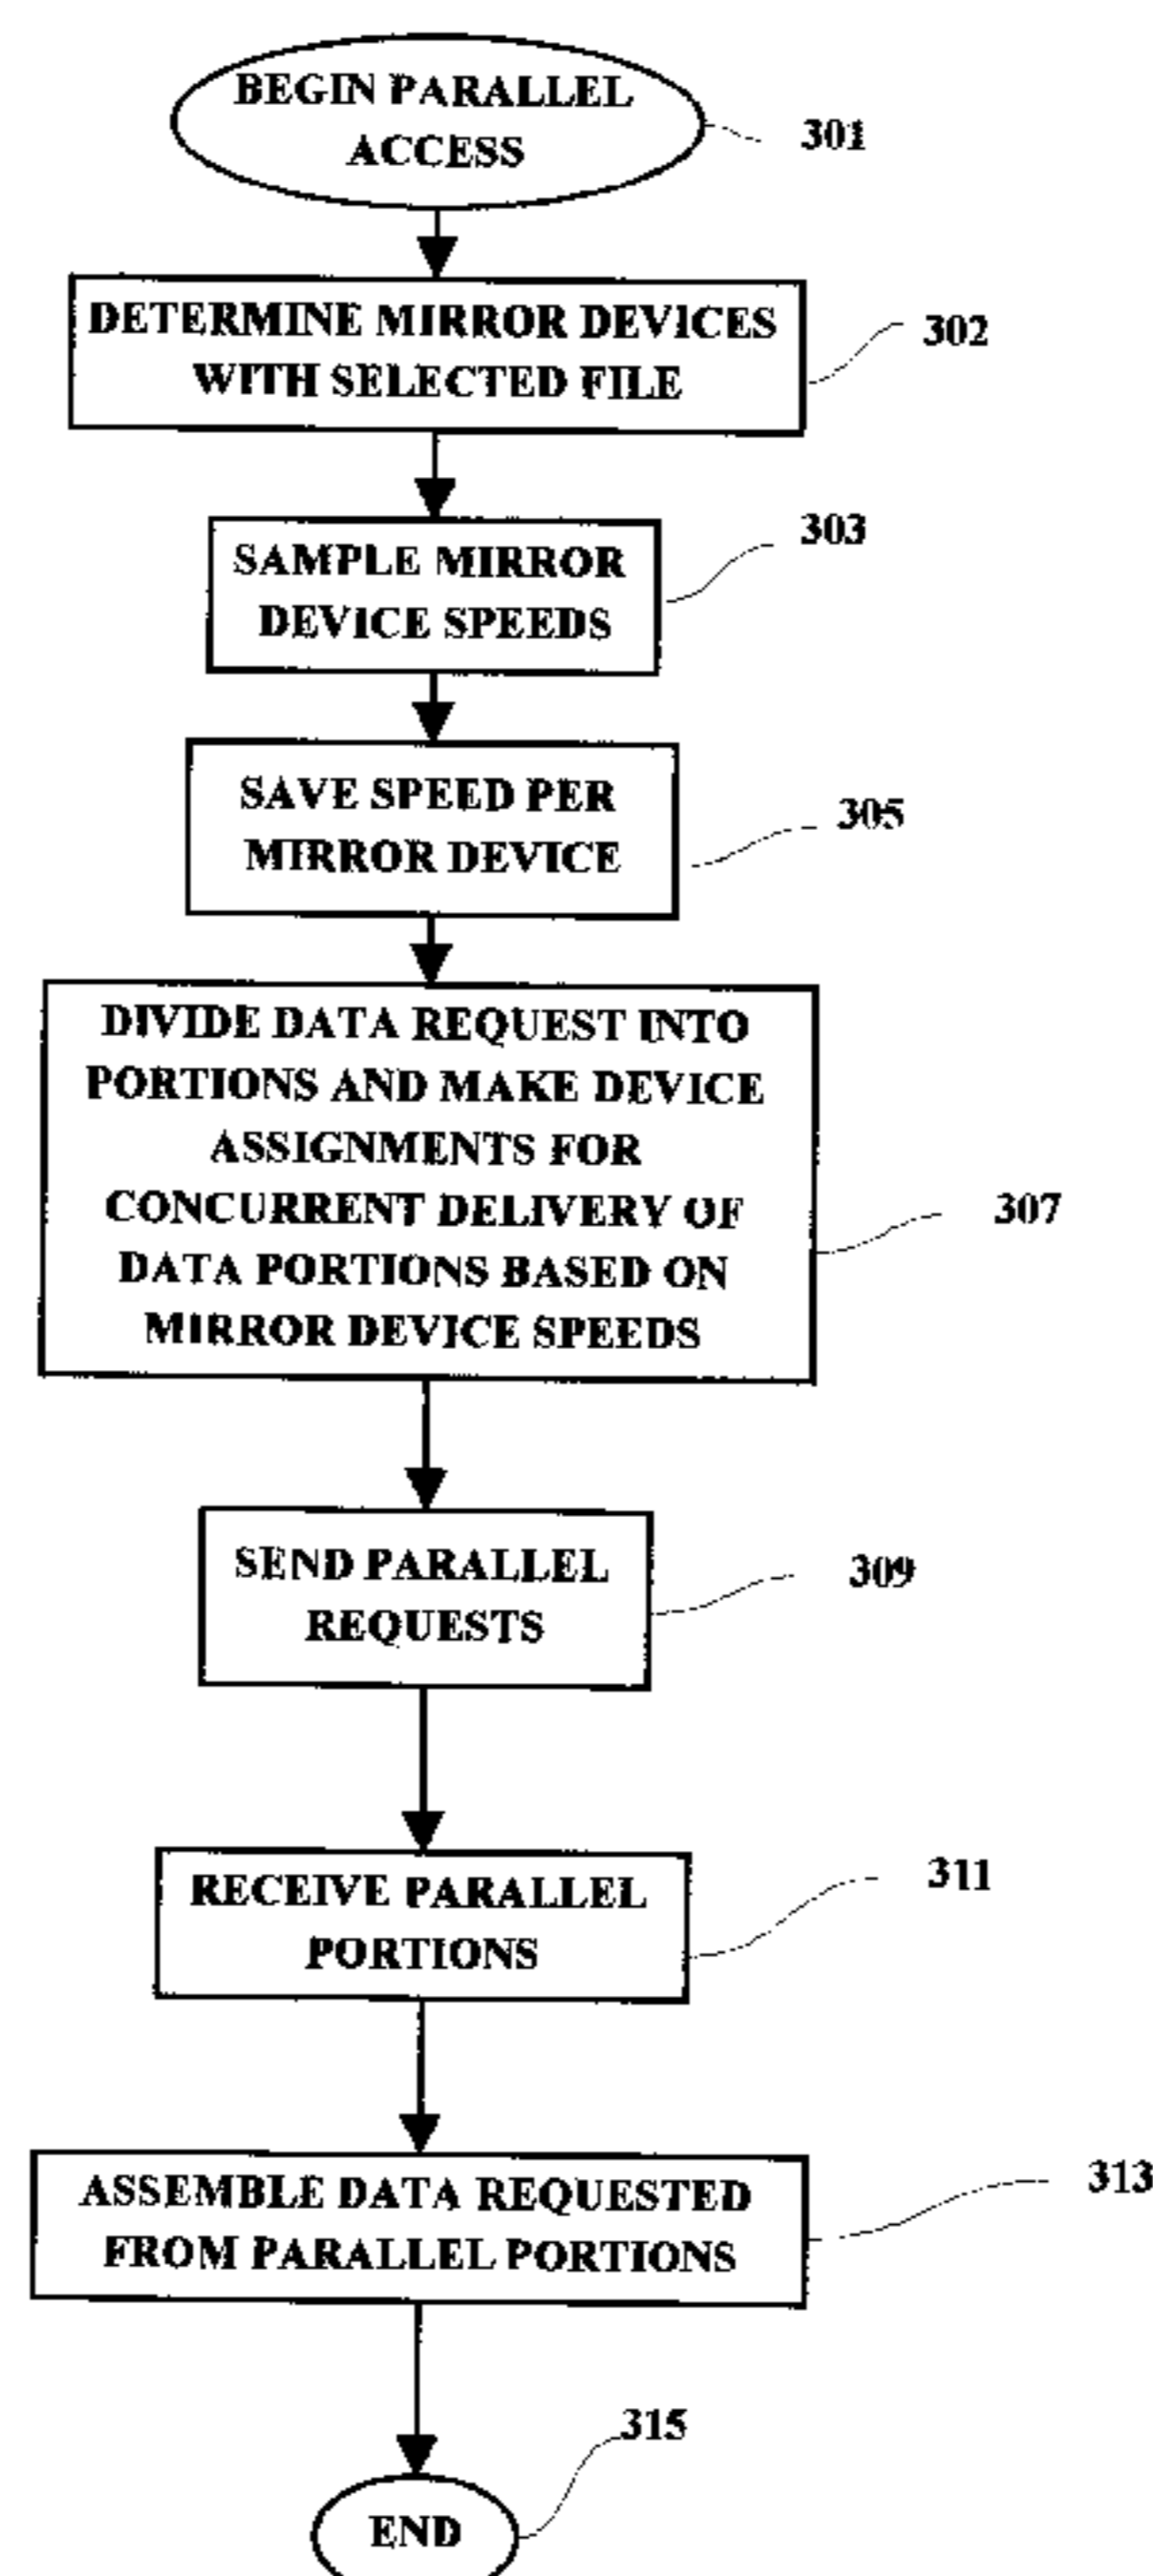 BEGIN PARALLEL
ACCESS
301
DETERMINE MIRROR DEVICES
WITH SELECTED FILE
302
SAMPLE MIRROR
DEVICE SPEEDS
303
SAVE SPEED PER
MIRROR DEVICE
305
DIVIDE DATA REQUEST INTO
PORTIONS AND MAKE DEVICE
ASSIGNMENTS FOR
CONCURRENT DELIVERY OF
DATA PORTIONS BASED ON
MIRROR DEVICE SPEEDS
307
SEND PARALLEL
REQUESTS
309
RECEIVE PARALLEL
PORTIONS
311
ASSEMBLE DATA REQUESTED
FROM PARALLEL PORTIONS
313
315
END